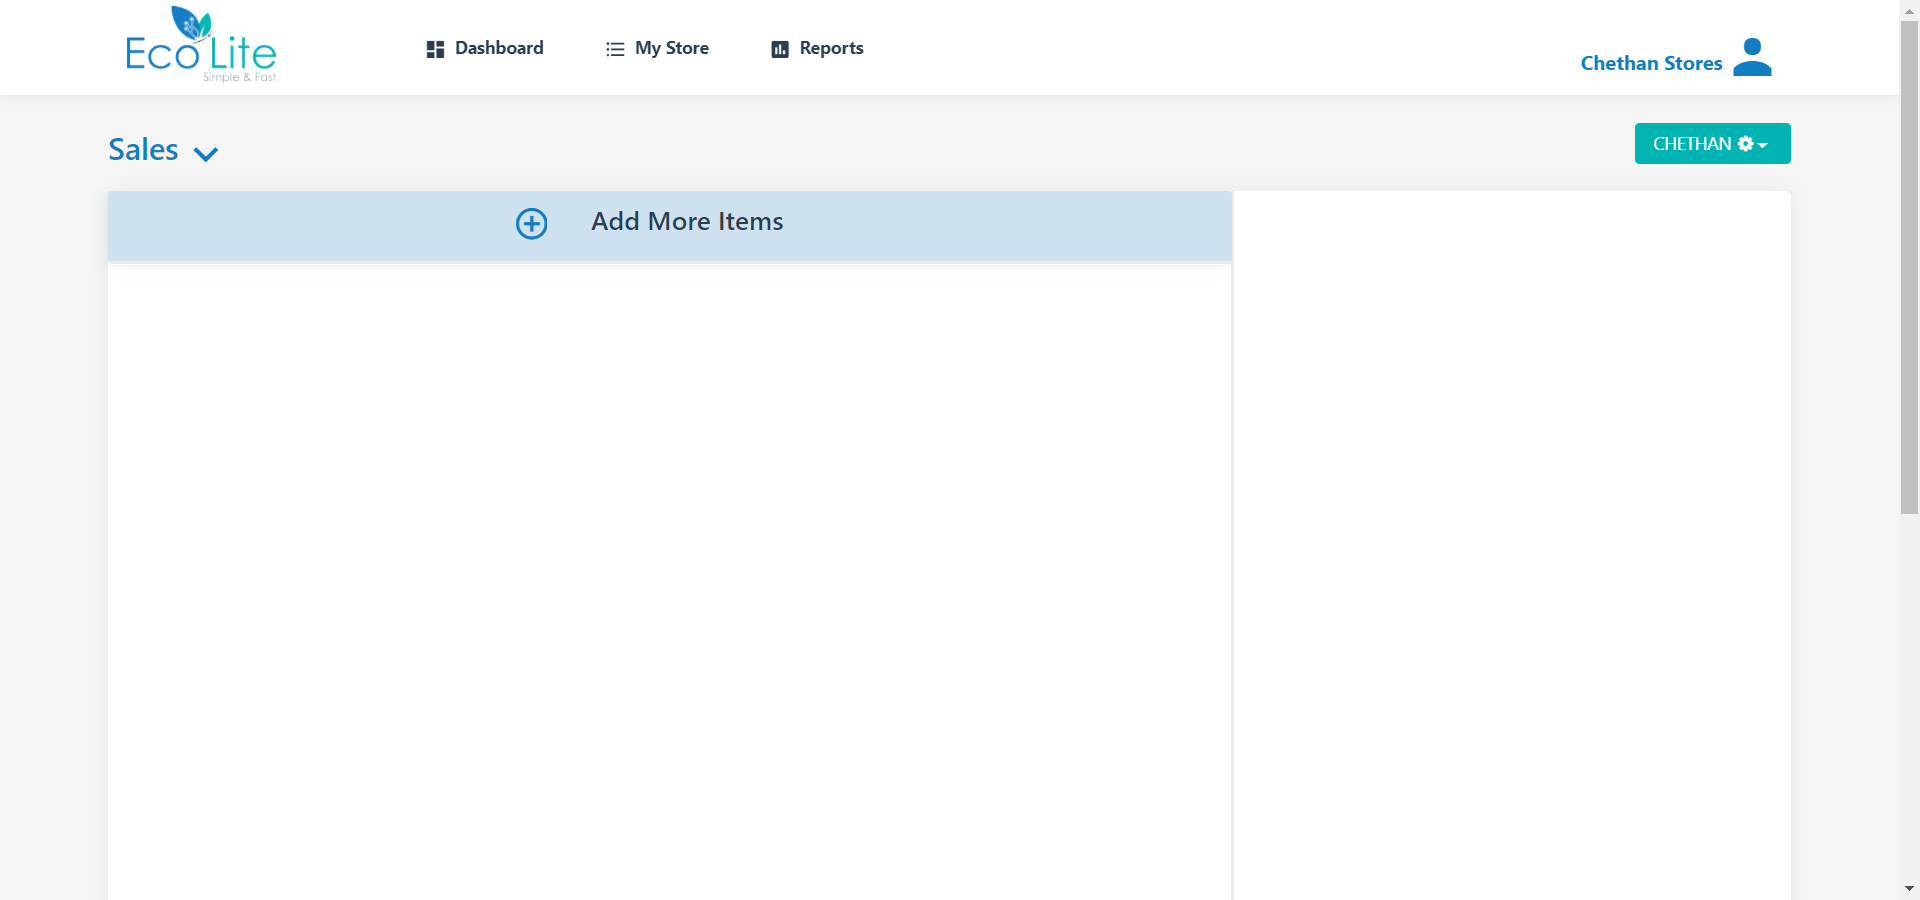 Eco Lite
Simple & Fast
Dashboard
My Store
Reports
Chethan Stores
Sales
CHETHAN
Add More Items